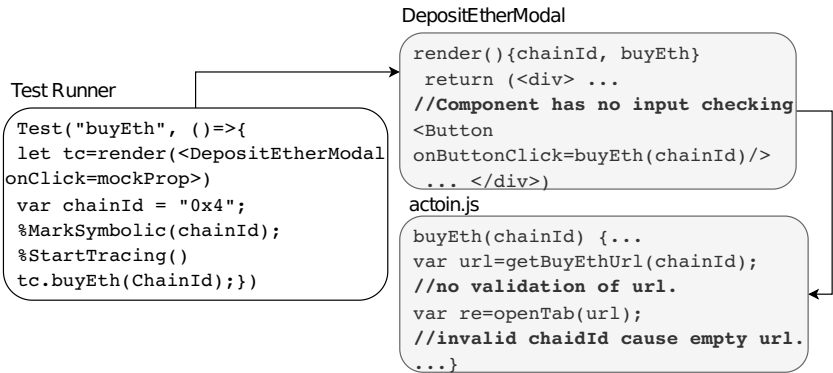 DepositEtherModal
render(){chainId, buyEth}
return (<div> ...
//Component has no input checking
<Button
onButtonClick=buyEth(chainId)/>
... </div>)
Test Runner
Test("buyEth", ()=>{
let tc=render(<DepositEtherModal
onClick=mockProp>)
var chainId = "0x4";
%MarkSymbolic(chainId);
%StartTracing()
tc.buyEth(ChainId);})
actoin.js
buyEth(chainId) {...
var url=getBuyEthUrl(chainId);
//no validation of url.
var re=openTab(url);
//invalid chaidId cause empty url.
...}